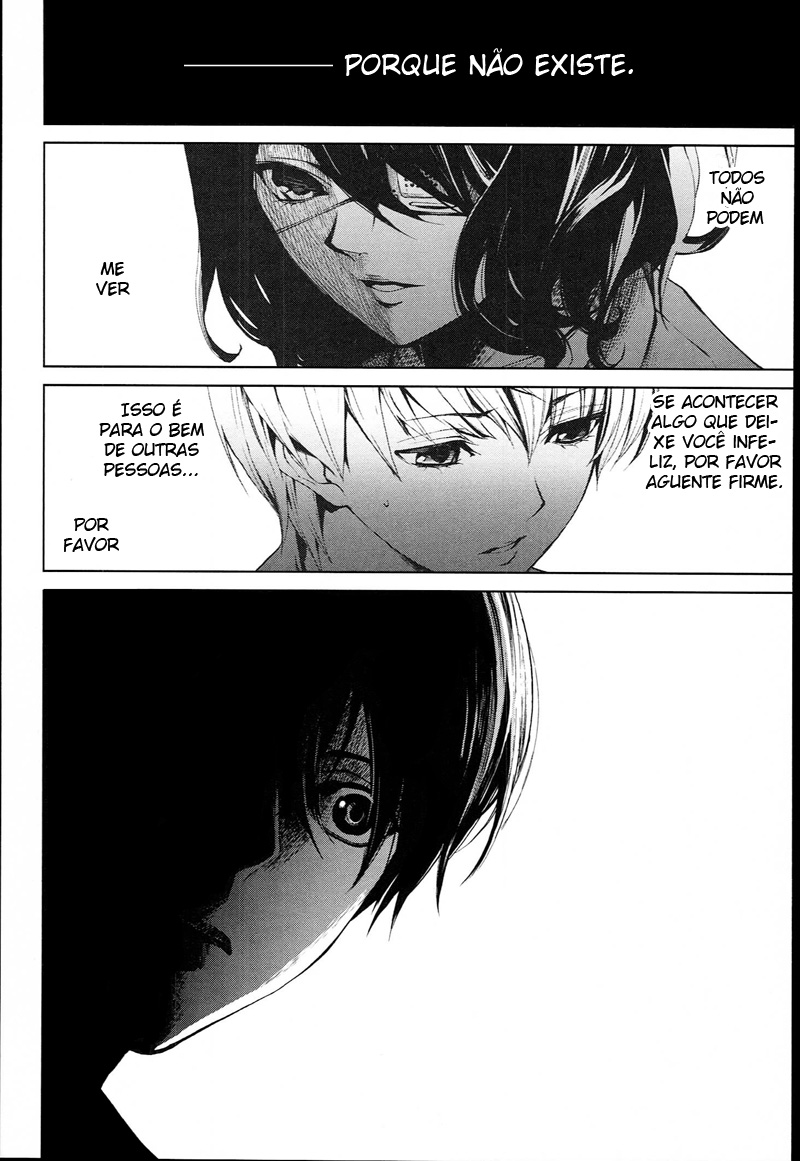 PORQUE NÃO EXISTE.
TODOS
NÃO
PODEM
ME
VER
SE ACONTECER
ALGO QUE DEI-
XE VOCÊ INFE-
LIZ, POR FAVOR
AGUENTE FIRME.
ISSO É
PARA O BEM
DE OUTRAS
PESSOAS...
POR
FAVOR